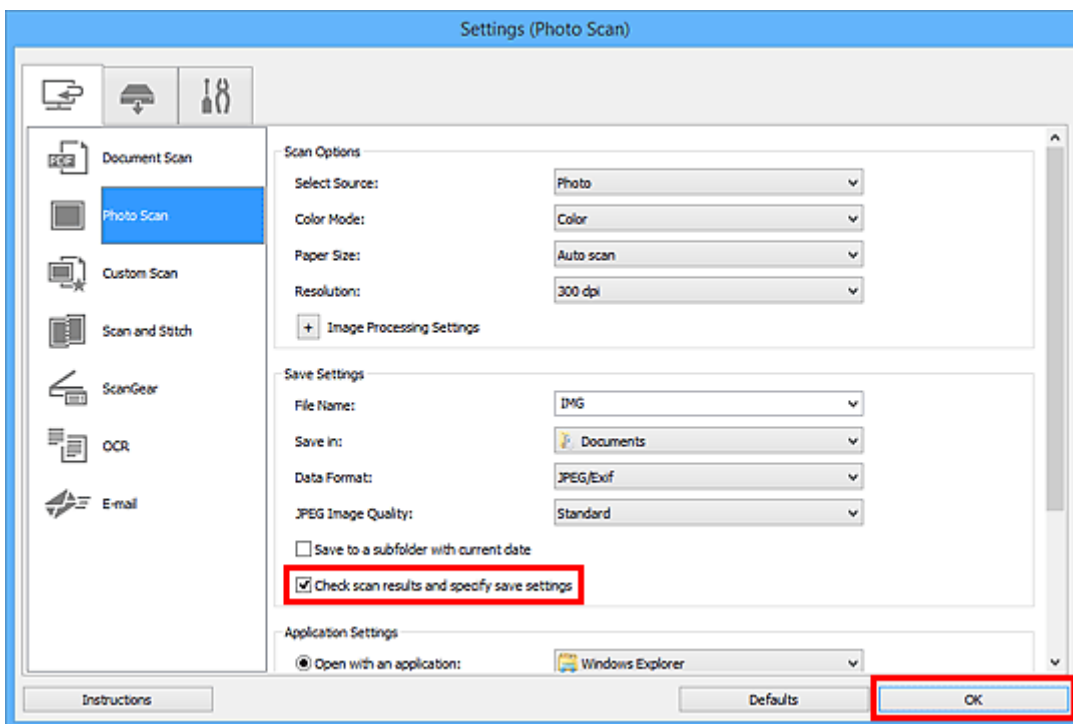 Settings (Photo Scan)
PDF
Document Scan
Photo Scan
Custom Scan
Scan and Stitch
ScanGear
OCR
E-mail
Scan Options
Select Source: Photo
Color Mode: Color
Paper Size: Auto scan
Resolution: 300 dpi
+ Image Processing Settings
Save Settings
File Name: IMG
Save in: Documents
Data Format: JPEG/Exif
JPEG Image Quality: Standard
Save to a subfolder with current date
Check scan results and specify save settings
Application Settings
Open with an application: Windows Explorer
Instructions Defaults OK